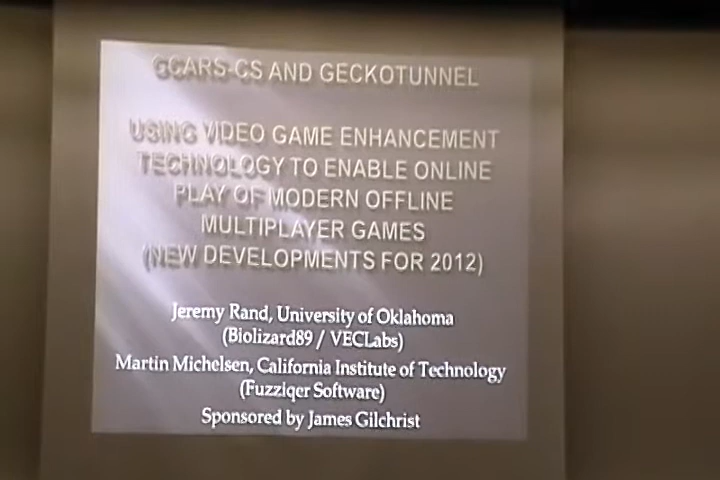 GCARS-CS AND GECKOTUNNEL
USING VIDEO GAME ENHANCEMENT
TECHNOLOGY TO ENABLE ONLINE
PLAY OF MODERN OFFLINE
MULTIPLAYER GAMES
(NEW DEVELOPMENTS FOR 2012)
Jeremy Rand, University of Oklahoma
(Biolizard89 / VECLabs)
Martin Michelsen, California Institute of Technology
(Fuzziqer Software)
Sponsored by James Gilchrist